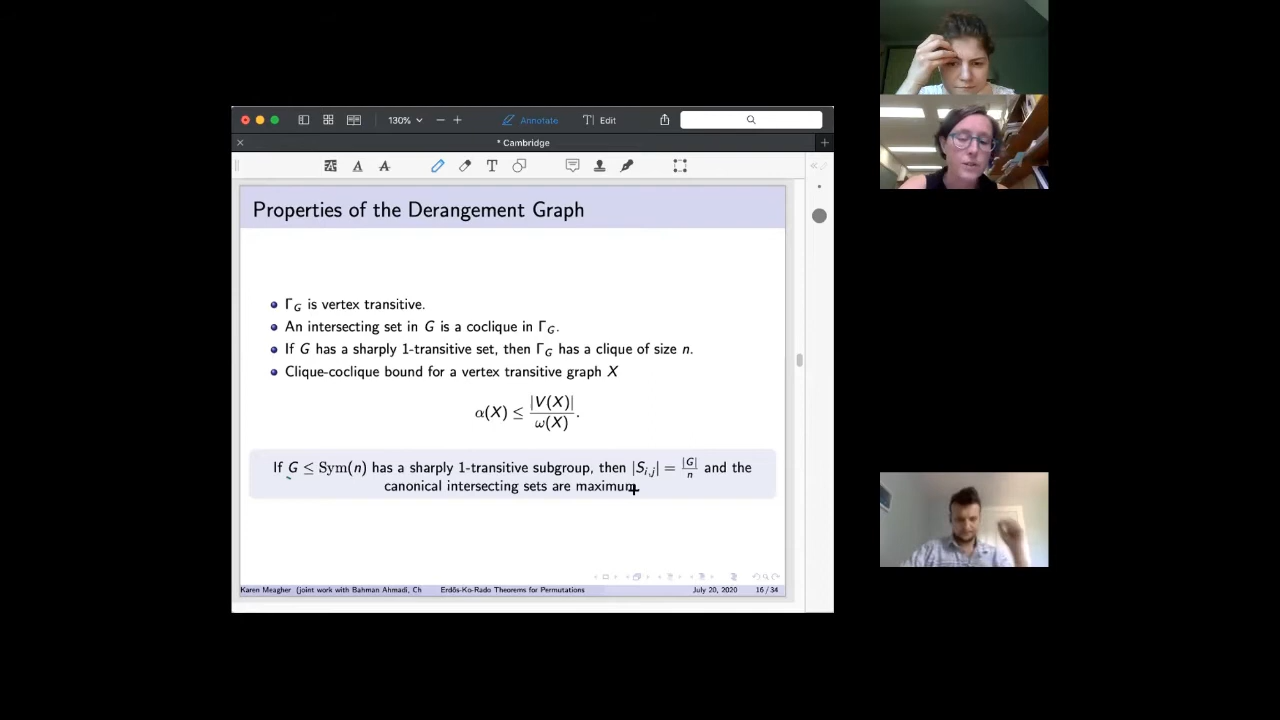 130%
Annotate
Edit
* Cambridge
Properties of the Derangement Graph
Γ_G is vertex transitive.
An intersecting set in G is a coclique in Γ_G.
If G has a sharply 1-transitive set, then Γ_G has a clique of size n.
Clique-coclique bound for a vertex transitive graph X
α(X) ≤ |V(X)| / ω(X).
If G ≤ Sym(n) has a sharply 1-transitive subgroup, then |S_{i,j}| = |G|/n and the
canonical intersecting sets are maximum.
Karen Meagher (joint work with Bahman Ahmadi, Ch
Erdős-Ko-Rado Theorems for Permutations
July 20, 2020
16 / 34